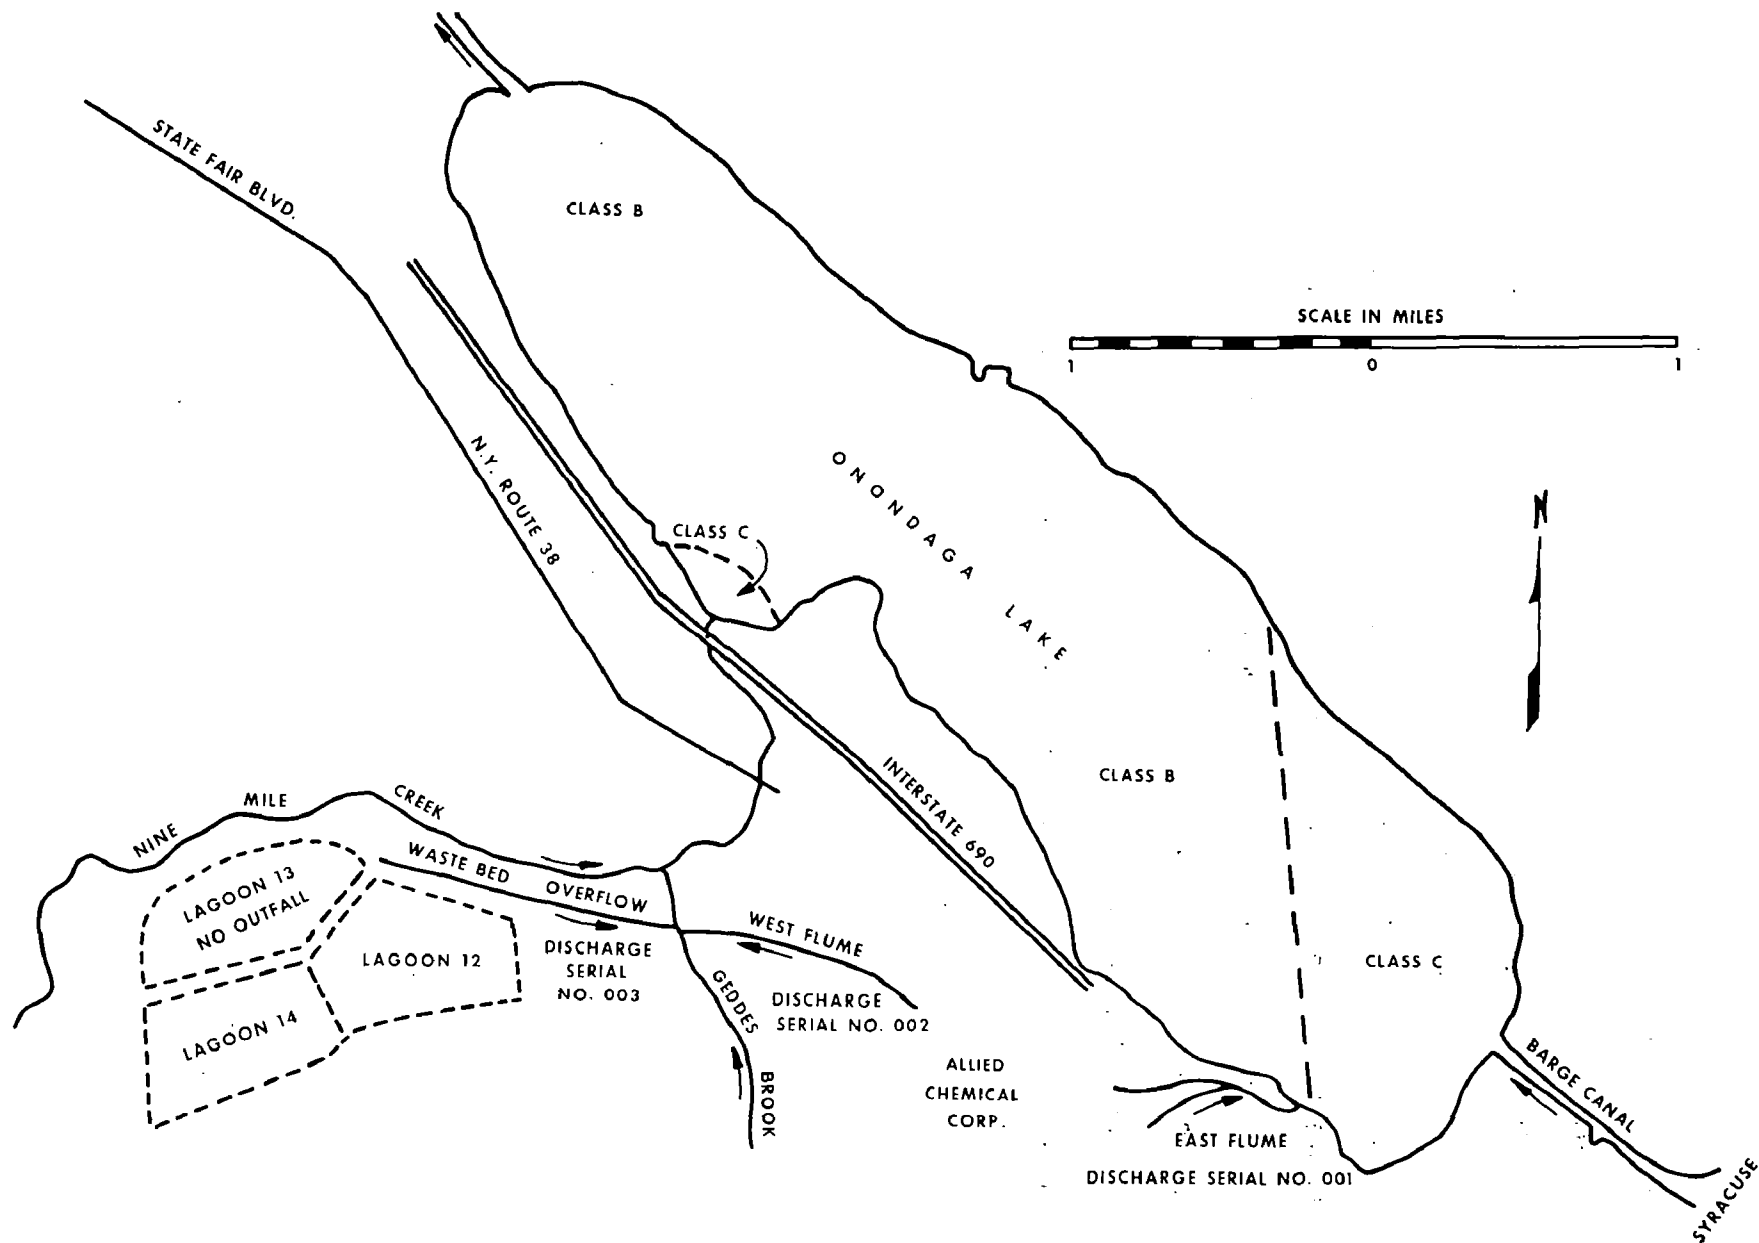 STATE FAIR BLVD.
CLASS B
SCALE IN MILES
1 0 1
N.Y. ROUTE 38
ONONDAGA LAKE
CLASS C
N
CLASS B
INTERSTATE 690
NINE MILE CREEK
WASTE BED OVERFLOW
LAGOON 13
NO OUTFALL
LAGOON 12
LAGOON 14
DISCHARGE
SERIAL
NO. 003
WEST FLUME
DISCHARGE
SERIAL NO. 002
GEDDES BROOK
CLASS C
ALLIED
CHEMICAL
CORP.
EAST FLUME
DISCHARGE SERIAL NO. 001
BARGE CANAL
SYRACUSE